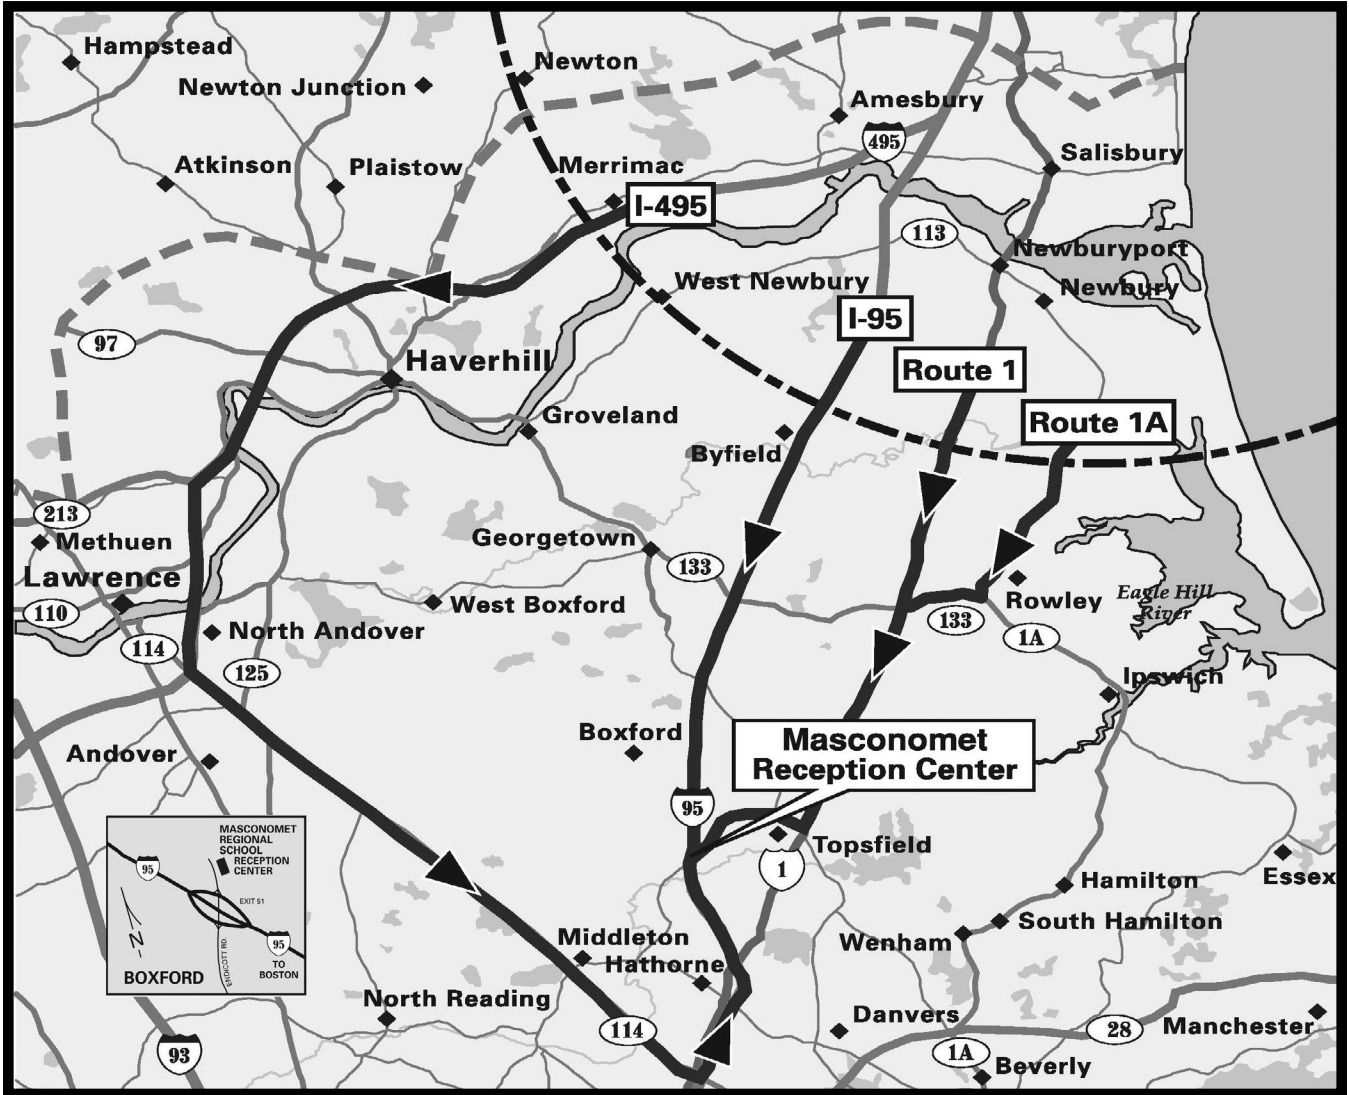 Hampstead
Newton
Newton Junction
Amesbury
495
Atkinson
Plaistow
Merrimac
Salisbury
I-495
113
Newburyport
West Newbury
Newbury
I-95
97
Haverhill
Route 1
Groveland
Route 1A
Byfield
213
Methuen
Georgetown
133
Lawrence
110
West Boxford
Rowley
Eagle Hill
River
133
1A
North Andover
114
125
Ipswich
Boxford
Masconomet
Reception Center
Andover
95
Topsfield
1
MASCONOMET
REGIONAL
SCHOOL
RECEPTION
CENTER
95
EXIT 51
95
TO
BOSTON
N
ENDICOTT RD.
BOXFORD
Hamilton
Essex
South Hamilton
Wenham
Middleton
Hathorne
North Reading
114
Danvers
28
Manchester
93
1A
Beverly